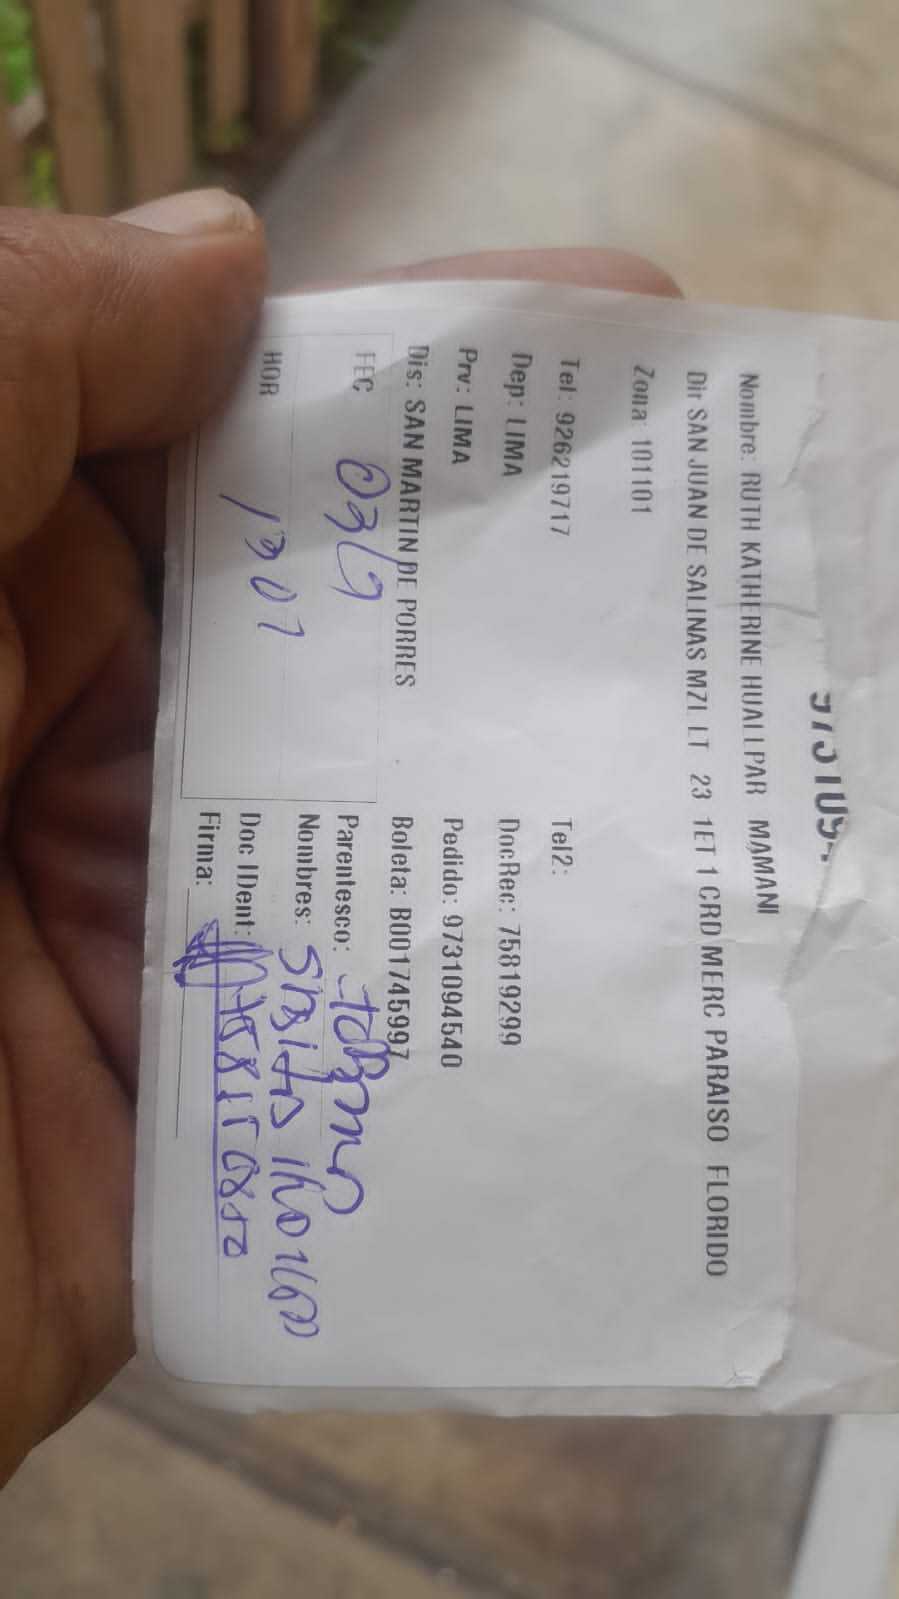 Nombre: RUTH KATHERINE HUALLPAR MAMANI
Dir SAN JUAN DE SALINAS MZL LT 23 1ET 1 CRD MERC PARAISO FLORIDO
Zona: 101101
Tel: 926219717 Tel2:
Dep: LIMA DocRec: 75819299
Prv: LIMA Pedido: 9731094540
Dis: SAN MARTIN DE PORRES Boleta: B001745997
FEC Parentesco:
HOR Nombres:
Doc IDent:
Firma: